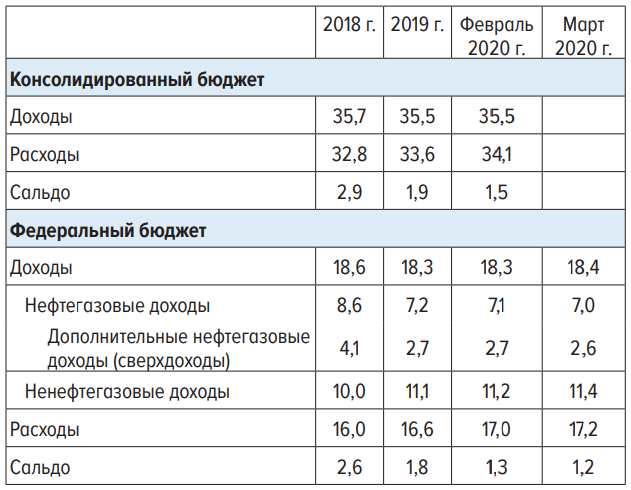 2018 г. 2019 г. Февраль 2020 г. Март 2020 г.
Консолидированный бюджет
Доходы 35,7 35,5 35,5
Расходы 32,8 33,6 34,1
Сальдо 2,9 1,9 1,5
Федеральный бюджет
Доходы 18,6 18,3 18,3 18,4
Нефтегазовые доходы 8,6 7,2 7,1 7,0
Дополнительные нефтегазовые
доходы (сверхдоходы) 4,1 2,7 2,7 2,6
Ненефтегазовые доходы 10,0 11,1 11,2 11,4
Расходы 16,0 16,6 17,0 17,2
Сальдо 2,6 1,8 1,3 1,2